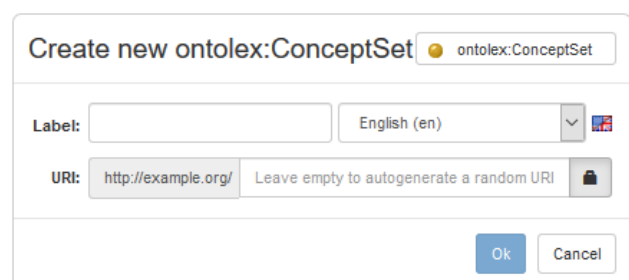 Create new ontolex:ConceptSet ontolex:ConceptSet
Label: English (en)
URI: http://example.org/ Leave empty to autogenerate a random URI
Ok Cancel